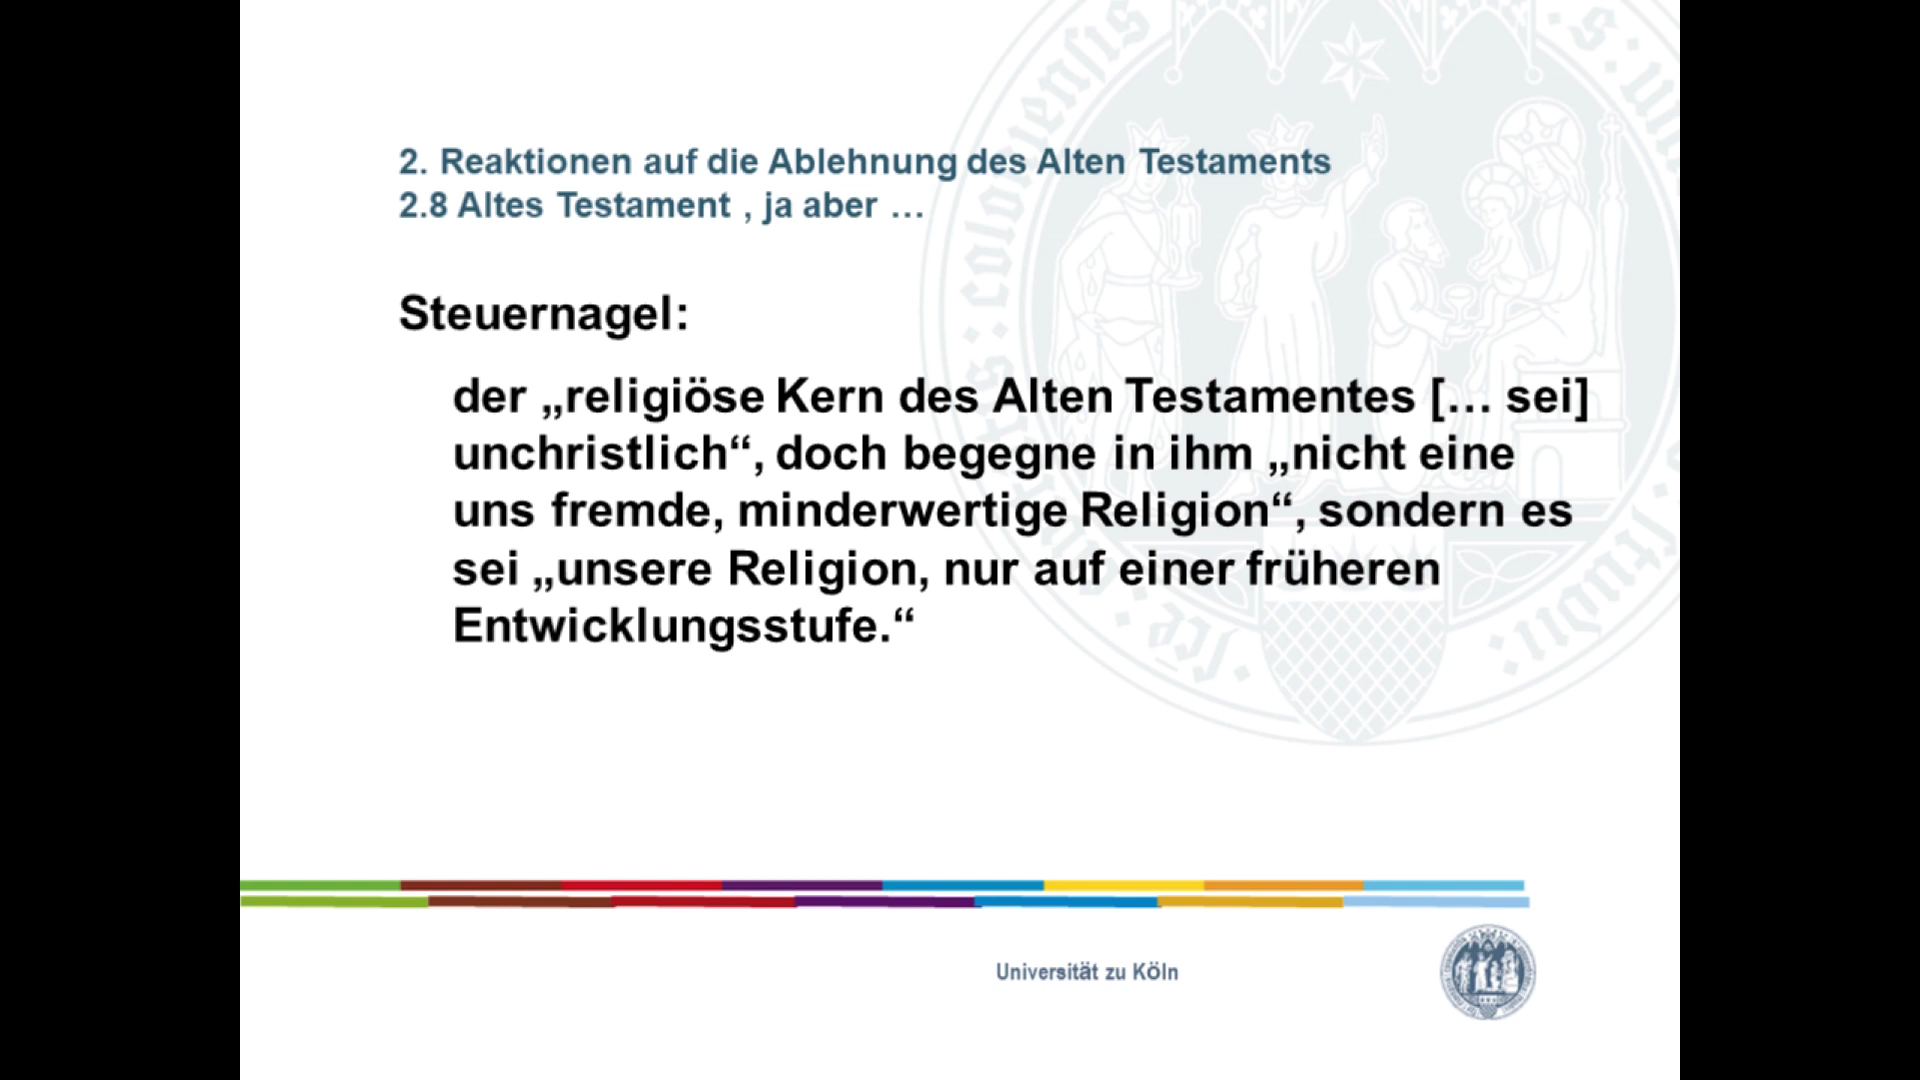 2. Reaktionen auf die Ablehnung des Alten Testaments
2.8 Altes Testament , ja aber …
Steuernagel:
der „religiöse Kern des Alten Testamentes [… sei]
unchristlich“, doch begegne in ihm „nicht eine
uns fremde, minderwertige Religion“, sondern es
sei „unsere Religion, nur auf einer früheren
Entwicklungsstufe.“
Universität zu Köln